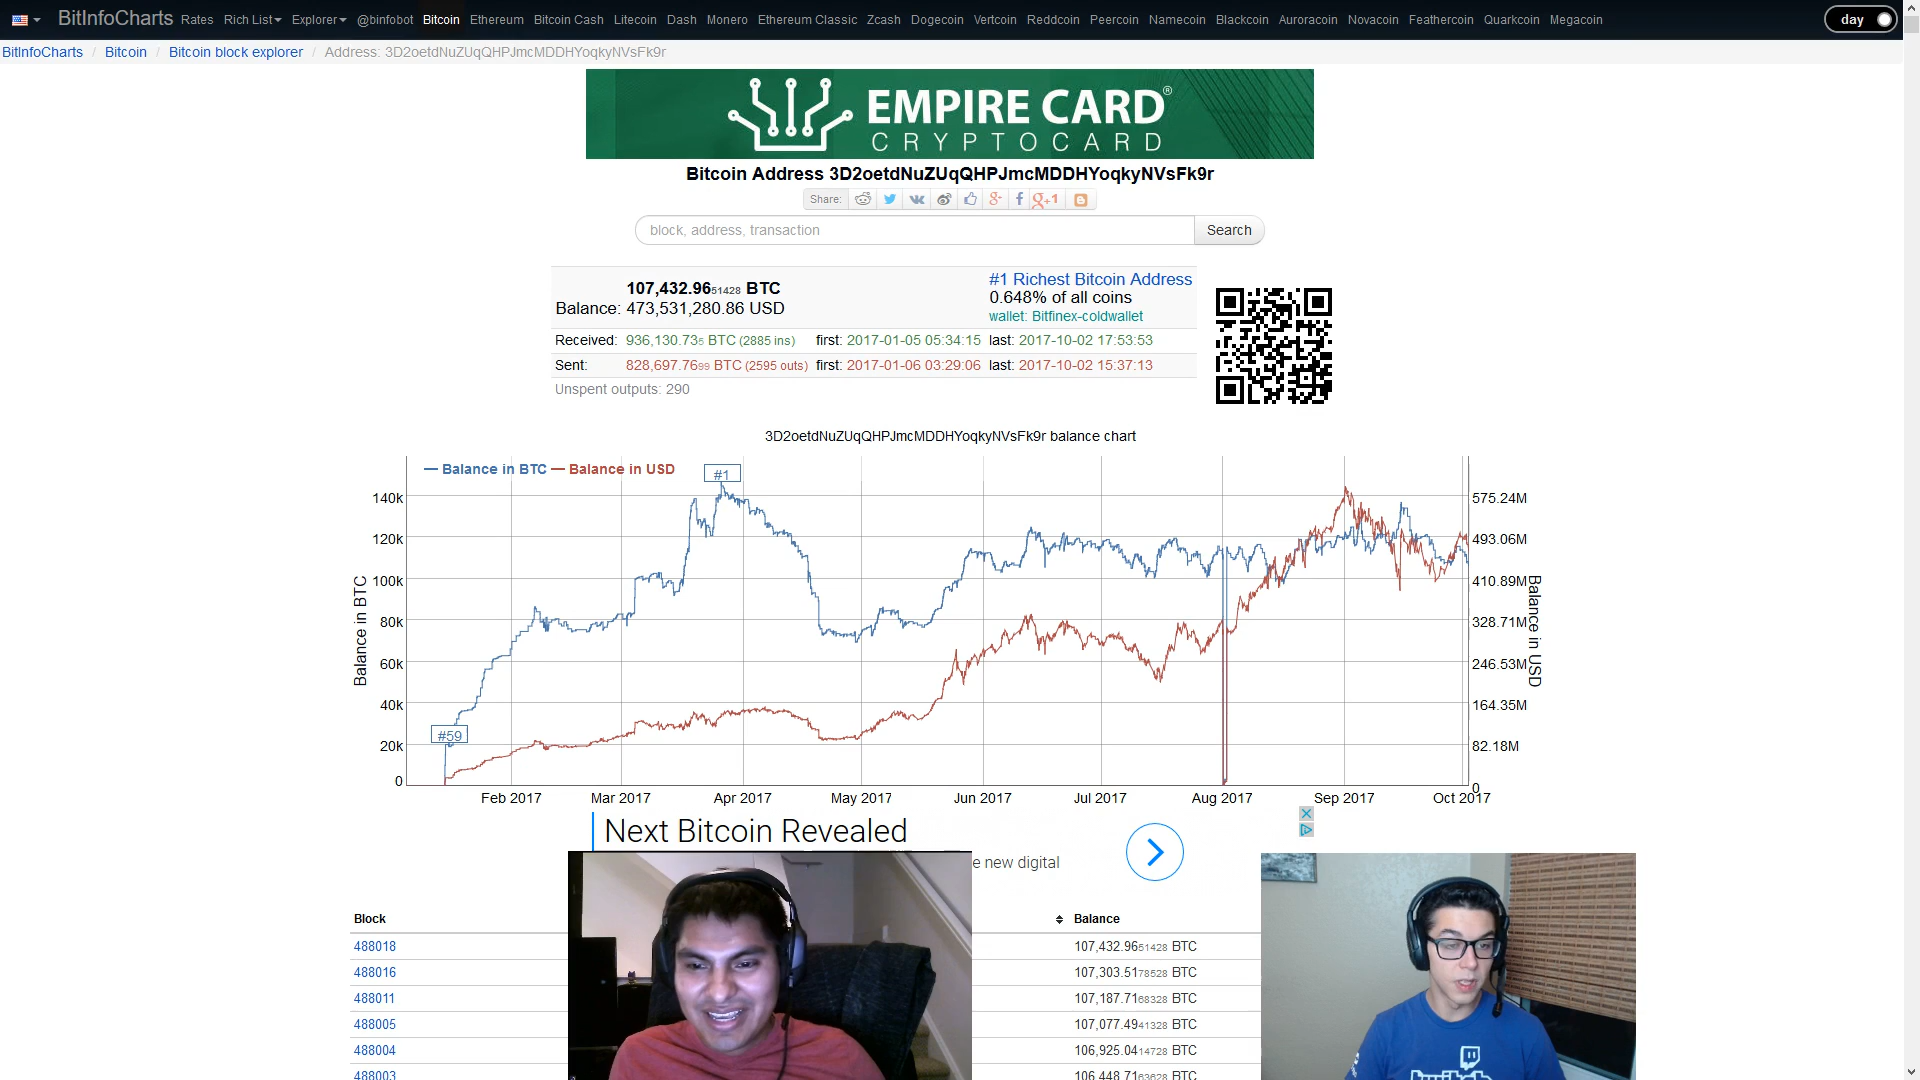 BitInfoCharts Rates Rich List Explorer @binfobot Bitcoin Ethereum Bitcoin Cash Litecoin Dash Monero Ethereum Classic Zcash Dogecoin Vertcoin Reddcoin Peercoin Namecoin Blackcoin Auroracoin Novacoin Feathercoin Quarkcoin Megacoin day
BitInfoCharts / Bitcoin / Bitcoin block explorer / Address: 3D2oetdNuZUqQHPJmcMDDHYoqkyNVsFk9r
EMPIRE CARD®
CRYPTOCARD
Bitcoin Address 3D2oetdNuZUqQHPJmcMDDHYoqkyNVsFk9r
Share:
block, address, transaction Search
#1 Richest Bitcoin Address
107,432.9651428 BTC
0.648% of all coins
Balance: 473,531,280.86 USD
wallet: Bitfinex-coldwallet
Received: 936,130.735 BTC (2885 ins) first: 2017-01-05 05:34:15 last: 2017-10-02 17:53:53
Sent: 828,697.7699 BTC (2595 outs) first: 2017-01-06 03:29:06 last: 2017-10-02 15:37:13
Unspent outputs: 290
3D2oetdNuZUqQHPJmcMDDHYoqkyNVsFk9r balance chart
Balance in BTC Balance in USD
#1
#59
Balance in BTC
140k
120k
100k
80k
60k
40k
20k
0
575.24M
493.06M
410.89M
328.71M
246.53M
164.35M
82.18M
0
Balance in USD
Feb 2017 Mar 2017 Apr 2017 May 2017 Jun 2017 Jul 2017 Aug 2017 Sep 2017 Oct 2017
Next Bitcoin Revealed
e new digital
Block Balance
488018 107,432.9651428 BTC
488016 107,303.5178528 BTC
488011 107,187.7168328 BTC
488005 107,077.4941328 BTC
488004 106,925.0414728 BTC
488003 106,448.7163628 BTC
twitch